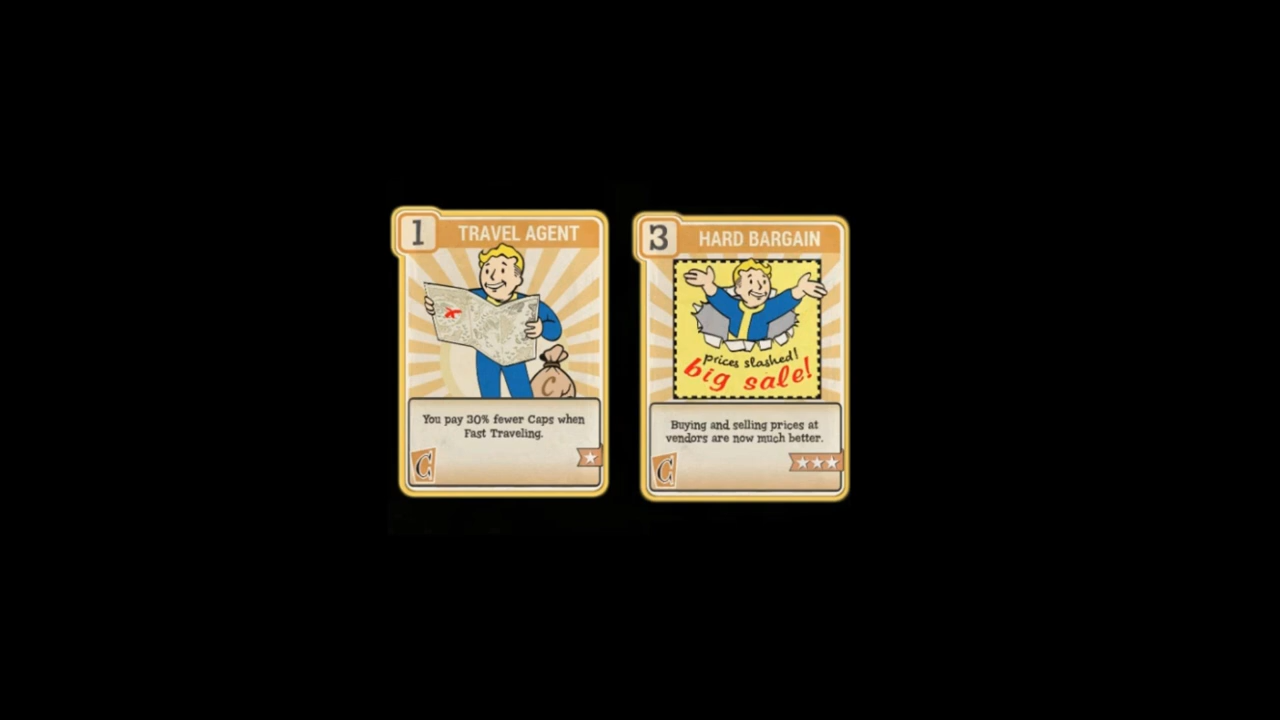 1
TRAVEL AGENT
C
You pay 30% fewer Caps when
Fast Traveling.
C
3
HARD BARGAIN
prices slashed!
big sale!
Buying and selling prices at
vendors are now much better.
C